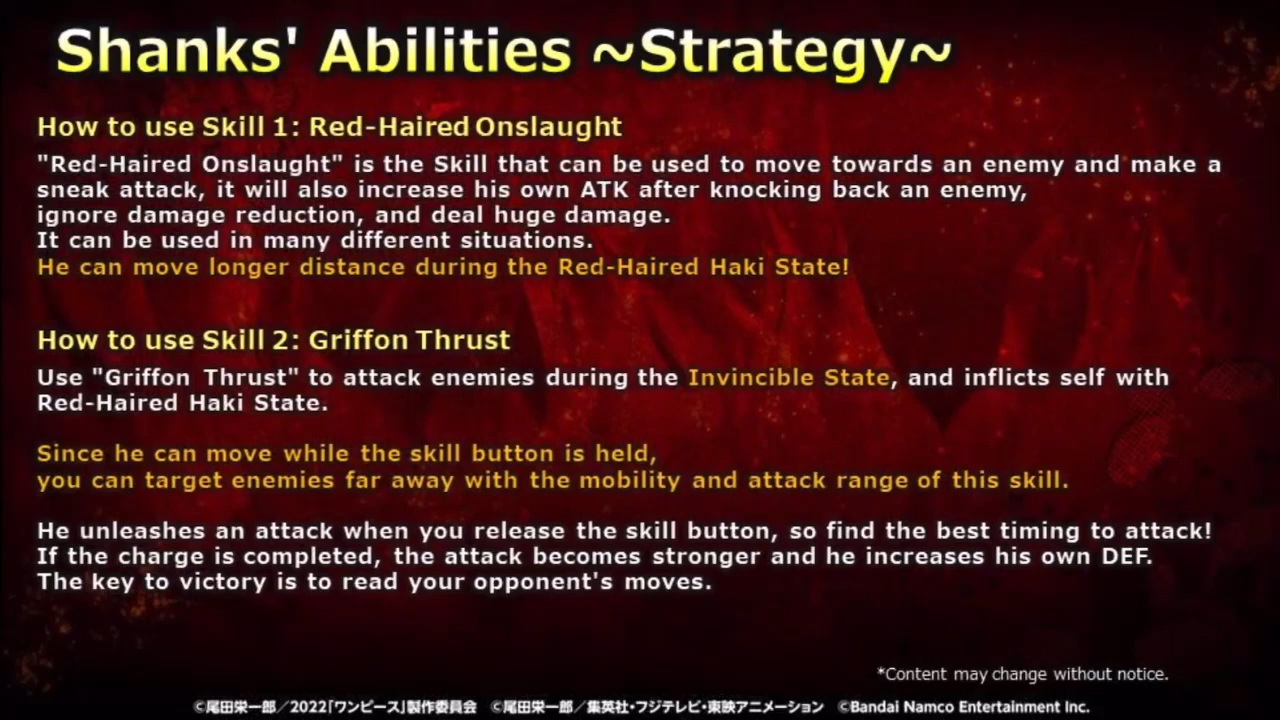 Shanks' Abilities ~Strategy~
How to use Skill 1: Red-Haired Onslaught
"Red-Haired Onslaught" is the Skill that can be used to move towards an enemy and make a
sneak attack, it will also increase his own ATK after knocking back an enemy,
ignore damage reduction, and deal huge damage.
It can be used in many different situations.
He can move longer distance during the Red-Haired Haki State!
How to use Skill 2: Griffon Thrust
Use "Griffon Thrust" to attack enemies during the Invincible State, and inflicts self with
Red-Haired Haki State.
Since he can move while the skill button is held,
you can target enemies far away with the mobility and attack range of this skill.
He unleashes an attack when you release the skill button, so find the best timing to attack!
If the charge is completed, the attack becomes stronger and he increases his own DEF.
The key to victory is to read your opponent's moves.
*Content may change without notice.
©尾田栄一郎／2022「ワンピース」製作委員会 ©尾田栄一郎／集英社・フジテレビ・東映アニメーション ©Bandai Namco Entertainment Inc.